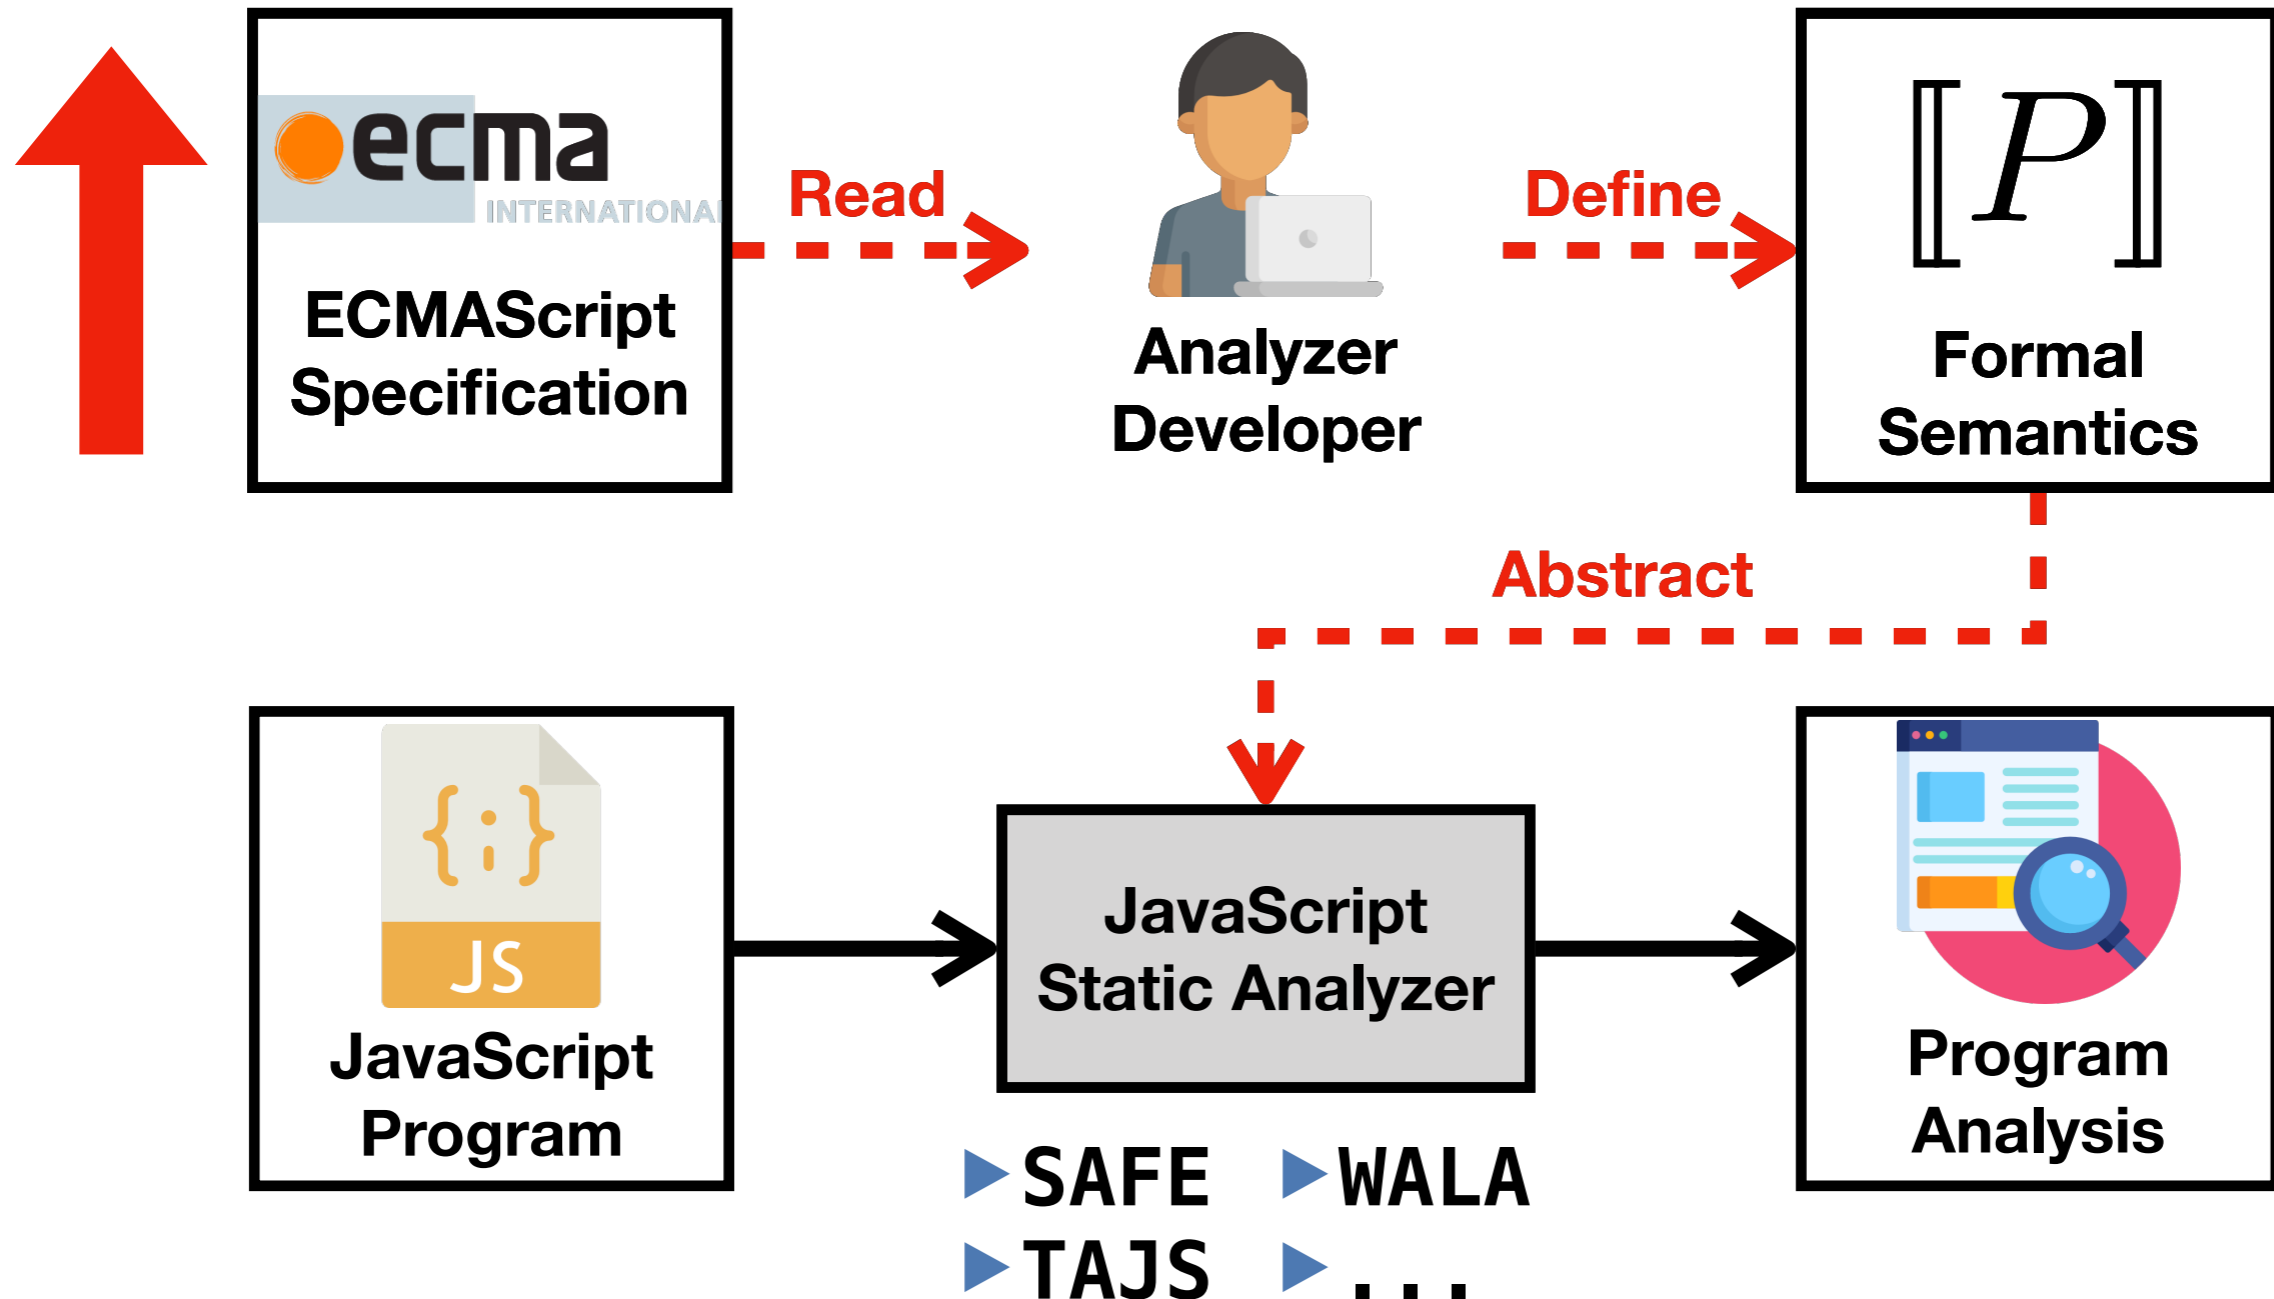 ecma
INTERNATIONAL
ECMAScript
Specification
Read
Analyzer
Developer
Define
⟦P⟧
Formal
Semantics
Abstract
{;}
JS
JavaScript
Program
JavaScript
Static Analyzer
▶SAFE ▶WALA
▶TAJS ▶...
Program
Analysis